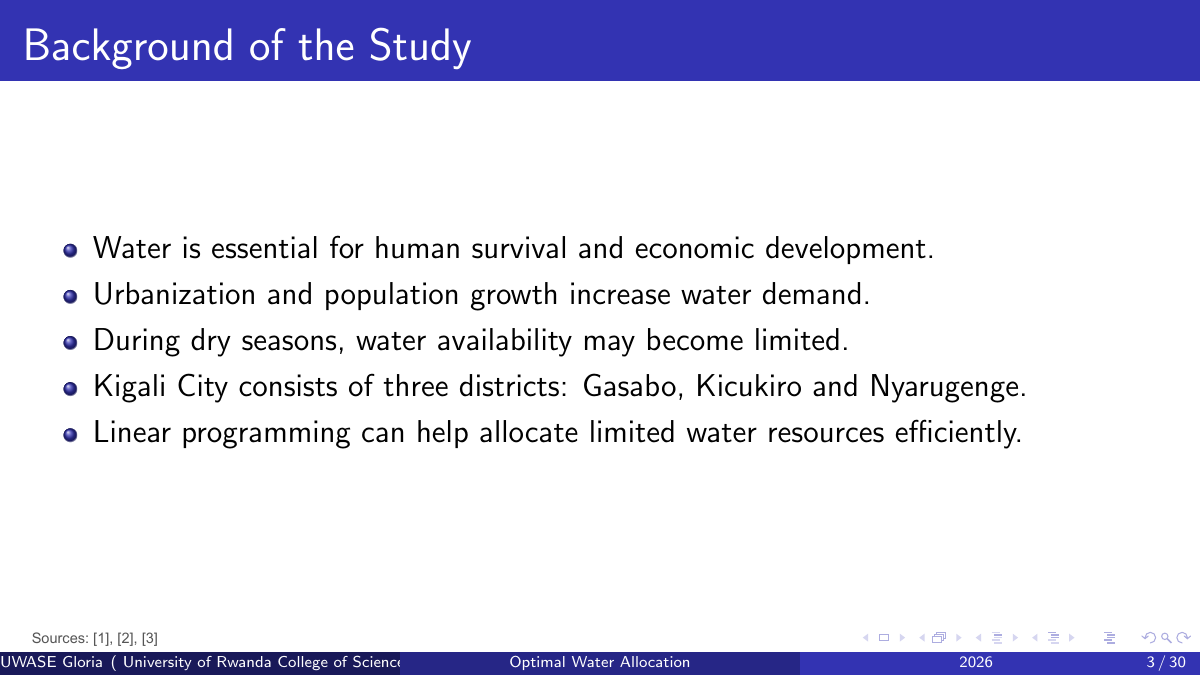 Background of the Study
Water is essential for human survival and economic development.
Urbanization and population growth increase water demand.
During dry seasons, water availability may become limited.
Kigali City consists of three districts: Gasabo, Kicukiro and Nyarugenge.
Linear programming can help allocate limited water resources efficiently.
Sources: [1], [2], [3]
UWASE Gloria ( University of Rwanda College of Science
Optimal Water Allocation
2026
3 / 30